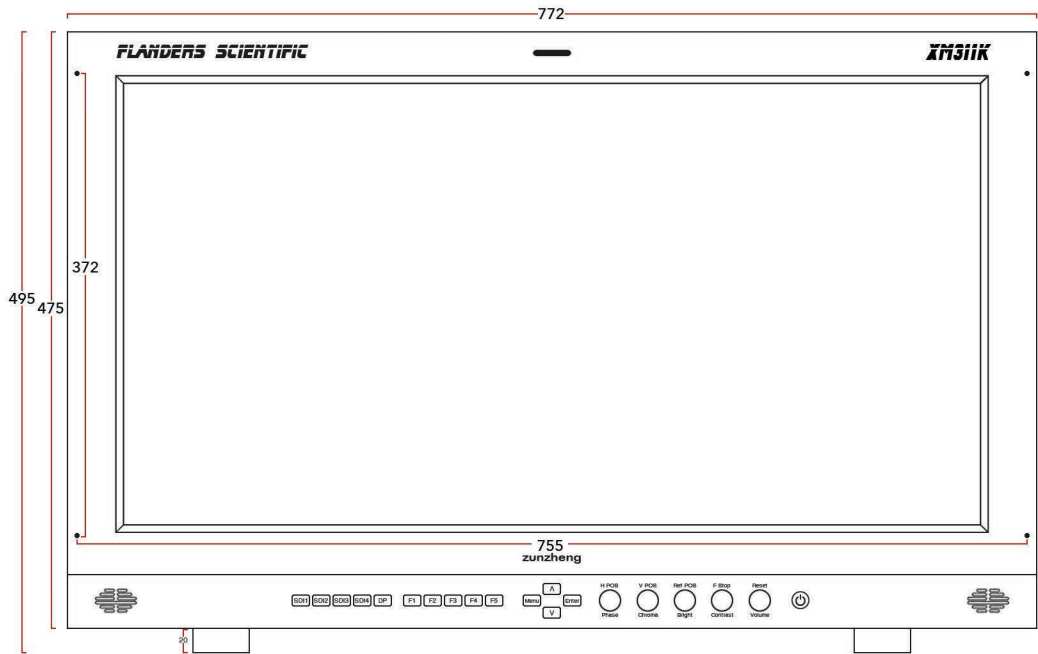 772
FLANDERS SCIENTIFIC
XM311K
372
495
475
755
zunzheng
SDI1 SDI2 SDI3 SDI4 DP F1 F2 F3 F4 F5
Λ
Menu Enter
V
H POS V POS Ref POS F Stop Reset
Phase Chroma Bright Contrast Volume
20